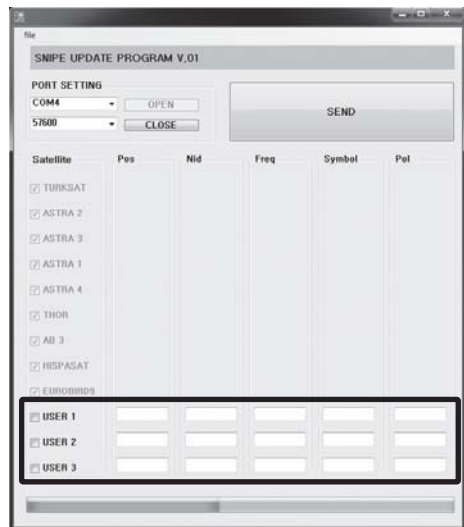 file
SNIPE UPDATE PROGRAM V,01
PORT SETTING
COM4 OPEN
57600 CLOSE
SEND
Satellite Pos Nid Freq Symbol Pol
TURKSAT
ASTRA 2
ASTRA 3
ASTRA 1
ASTRA 4
THOR
AB 3
HISPASAT
EUROBIRD9
USER 1
USER 2
USER 3